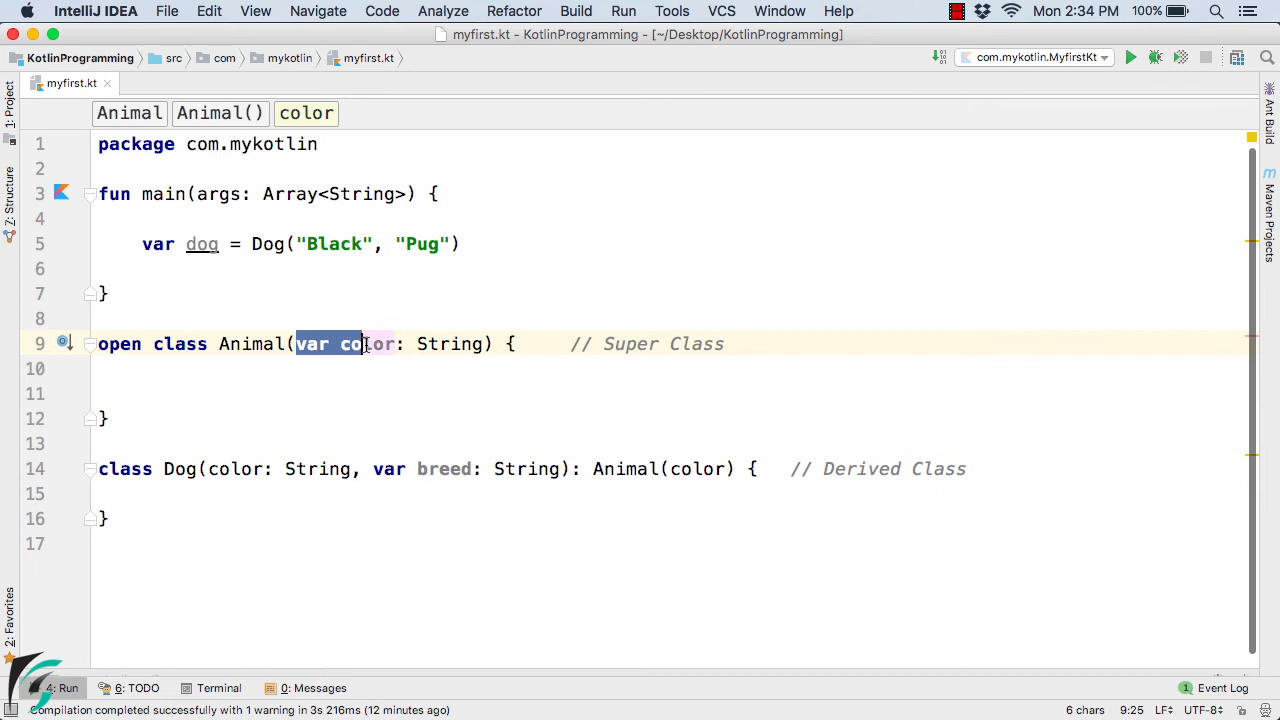 IntelliJ IDEA File Edit View Navigate Code Analyze Refactor Build Run Tools VCS Window Help Mon 2:34 PM 100%
myfirst.kt - KotlinProgramming - [~/Desktop/KotlinProgramming]
KotlinProgramming src com mykotlin myfirst.kt com.mykotlin.MyfirstKt
1: Project
7: Structure
2: Favorites
myfirst.kt
Animal Animal() color
1 package com.mykotlin
2
3 fun main(args: Array<String>) {
4
5 var dog = Dog("Black", "Pug")
6
7 }
8
9 open class Animal(var color: String) { // Super Class
10
11
12 }
13
14 class Dog(color: String, var breed: String): Animal(color) { // Derived Class
15
16 }
17
Ant Build
m Maven Projects
4: Run 6: TODO Terminal 0: Messages 1 Event Log
Compilation completed successfully with 1 warning in 3s 216ms (12 minutes ago) 6 chars 9:25 LF÷ UTF-8÷